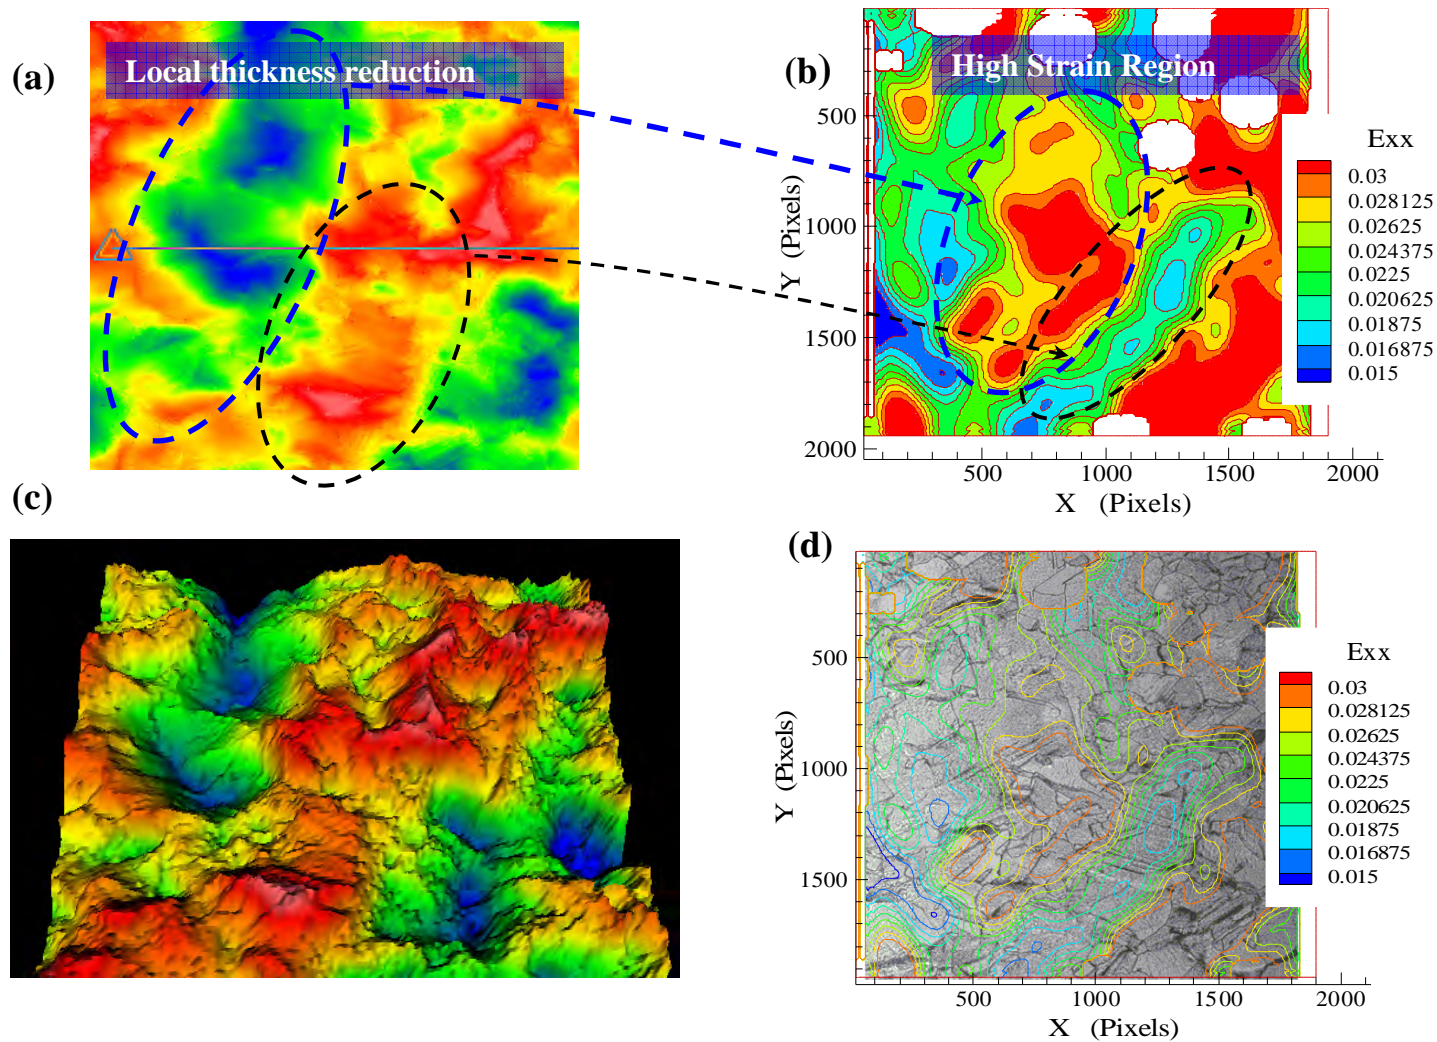 (a)
Local thickness reduction
(b)
High Strain Region
500
1000
1500
2000
Y (Pixels)
500
1000
1500
2000
X (Pixels)
Exx
0.03
0.028125
0.02625
0.024375
0.0225
0.020625
0.01875
0.016875
0.015
(c)
(d)
500
1000
1500
Y (Pixels)
500
1000
1500
2000
X (Pixels)
Exx
0.03
0.028125
0.02625
0.024375
0.0225
0.020625
0.01875
0.016875
0.015